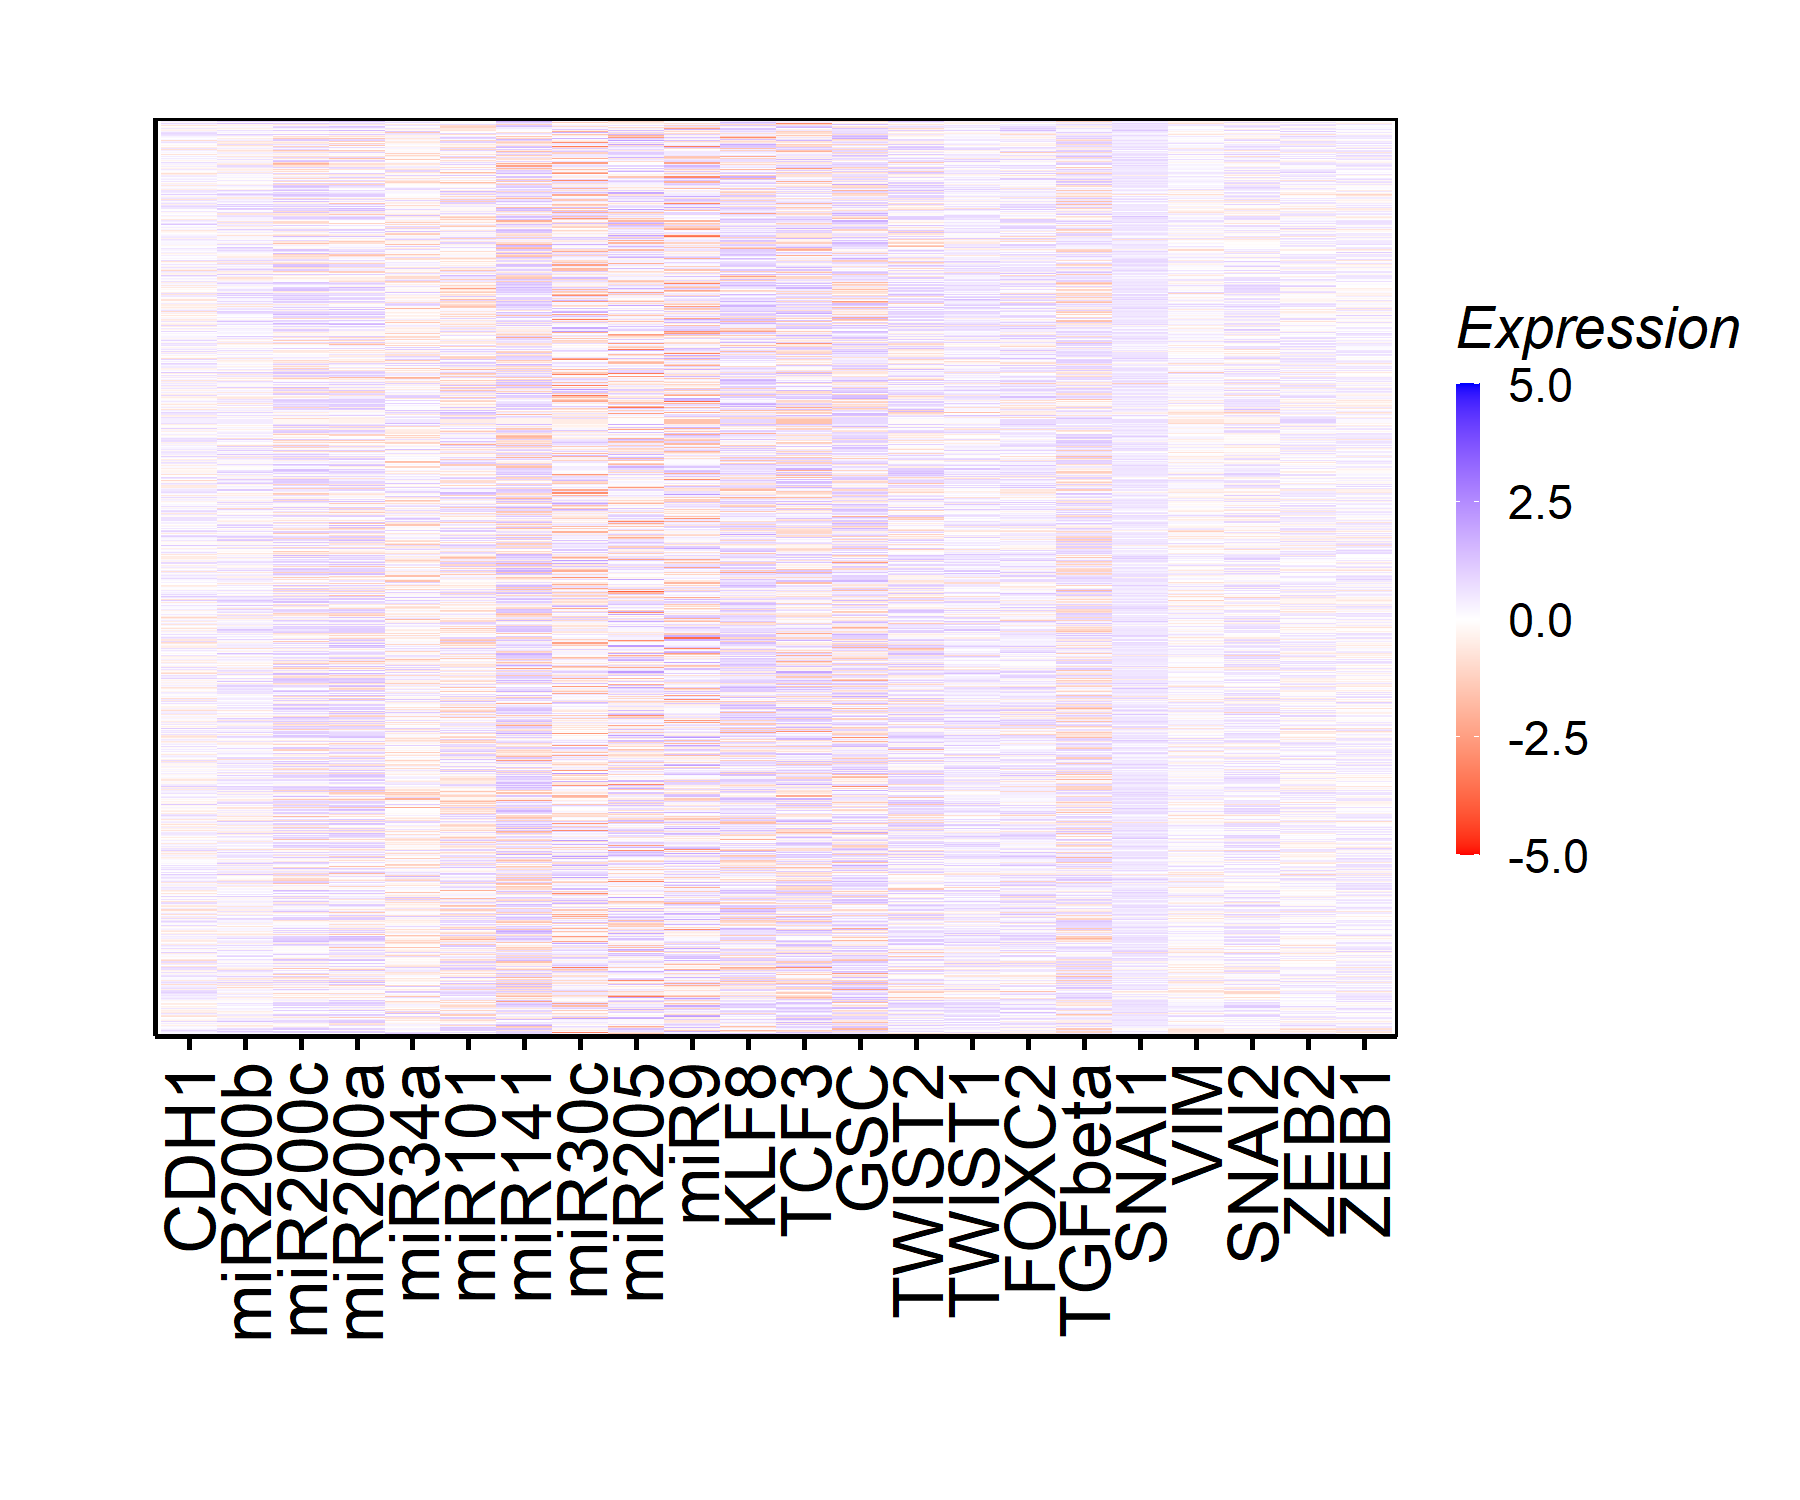 Expression
5.0
2.5
0.0
-2.5
-5.0
CDH1
miR200b
miR200c
miR200a
miR34a
miR101
miR141
miR30c
miR205
miR9
KLF8
TCF3
GSC
TWIST2
TWIST1
FOXC2
TGFbeta
SNAI1
VIM
SNAI2
ZEB2
ZEB1